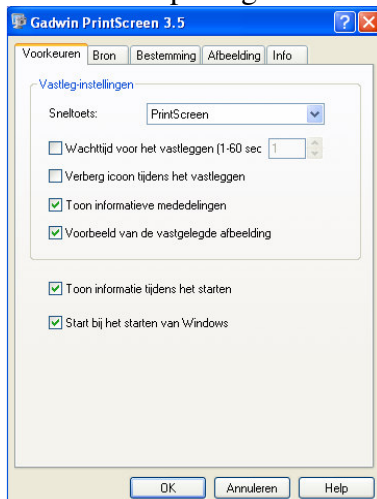 Gadwin PrintScreen 3.5
Voorkeuren Bron Bestemming Afbeelding Info
Vastleg-instellingen
Sneltoets: PrintScreen
Wachttijd voor het vastleggen (1-60 sec 1
Verberg icoon tijdens het vastleggen
Toon informatieve mededelingen
Voorbeeld van de vastgelegde afbeelding
Toon informatie tijdens het starten
Start bij het starten van Windows
OK Annuleren Help